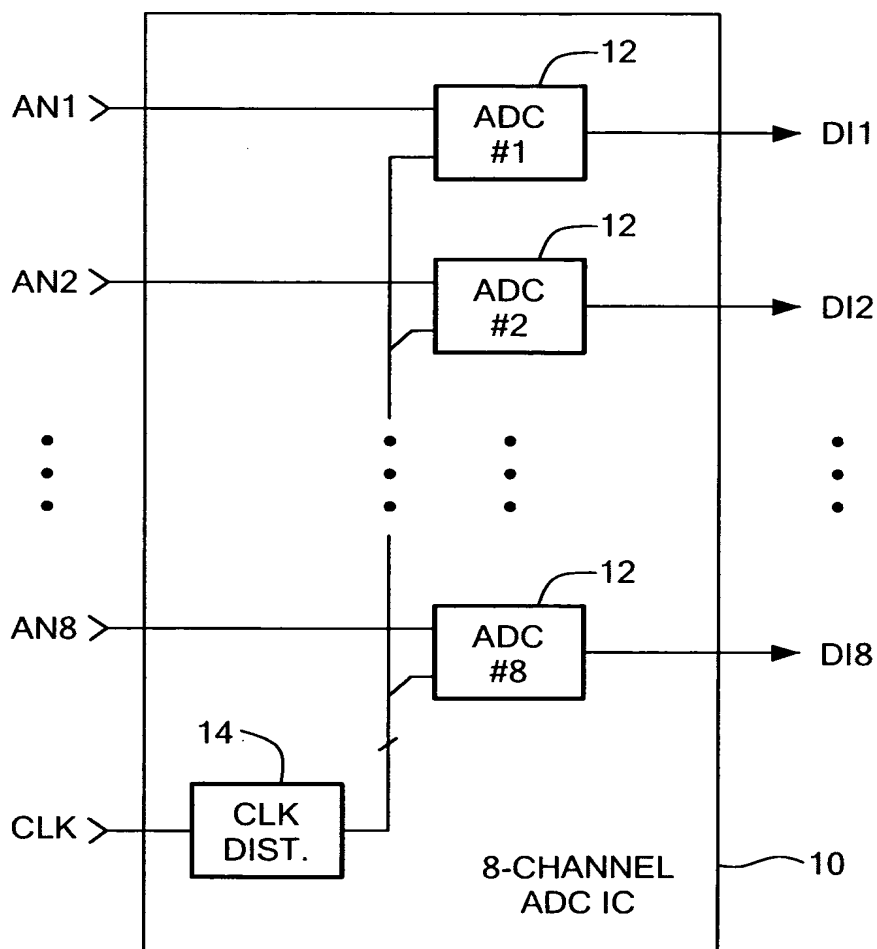 12
AN1
ADC
#1
DI1
12
AN2
ADC
#2
DI2
12
AN8
ADC
#8
DI8
14
CLK
CLK
DIST.
8-CHANNEL
ADC IC
10